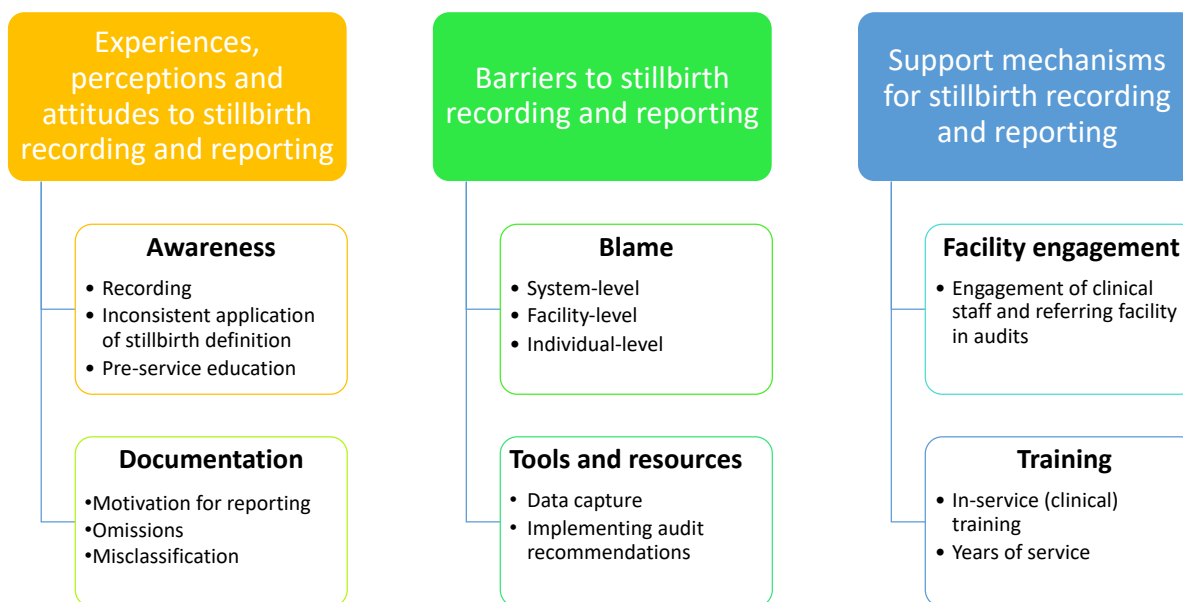 Experiences,
perceptions and
attitudes to stillbirth
recording and reporting
Awareness
• Recording
• Inconsistent application
of stillbirth definition
• Pre-service education
Documentation
•Motivation for reporting
•Omissions
•Misclassification
Barriers to stillbirth
recording and reporting
Blame
• System-level
• Facility-level
• Individual-level
Tools and resources
• Data capture
• Implementing audit
recommendations
Support mechanisms
for stillbirth recording
and reporting
Facility engagement
• Engagement of clinical
staff and referring facility
in audits
Training
• In-service (clinical)
training
• Years of service